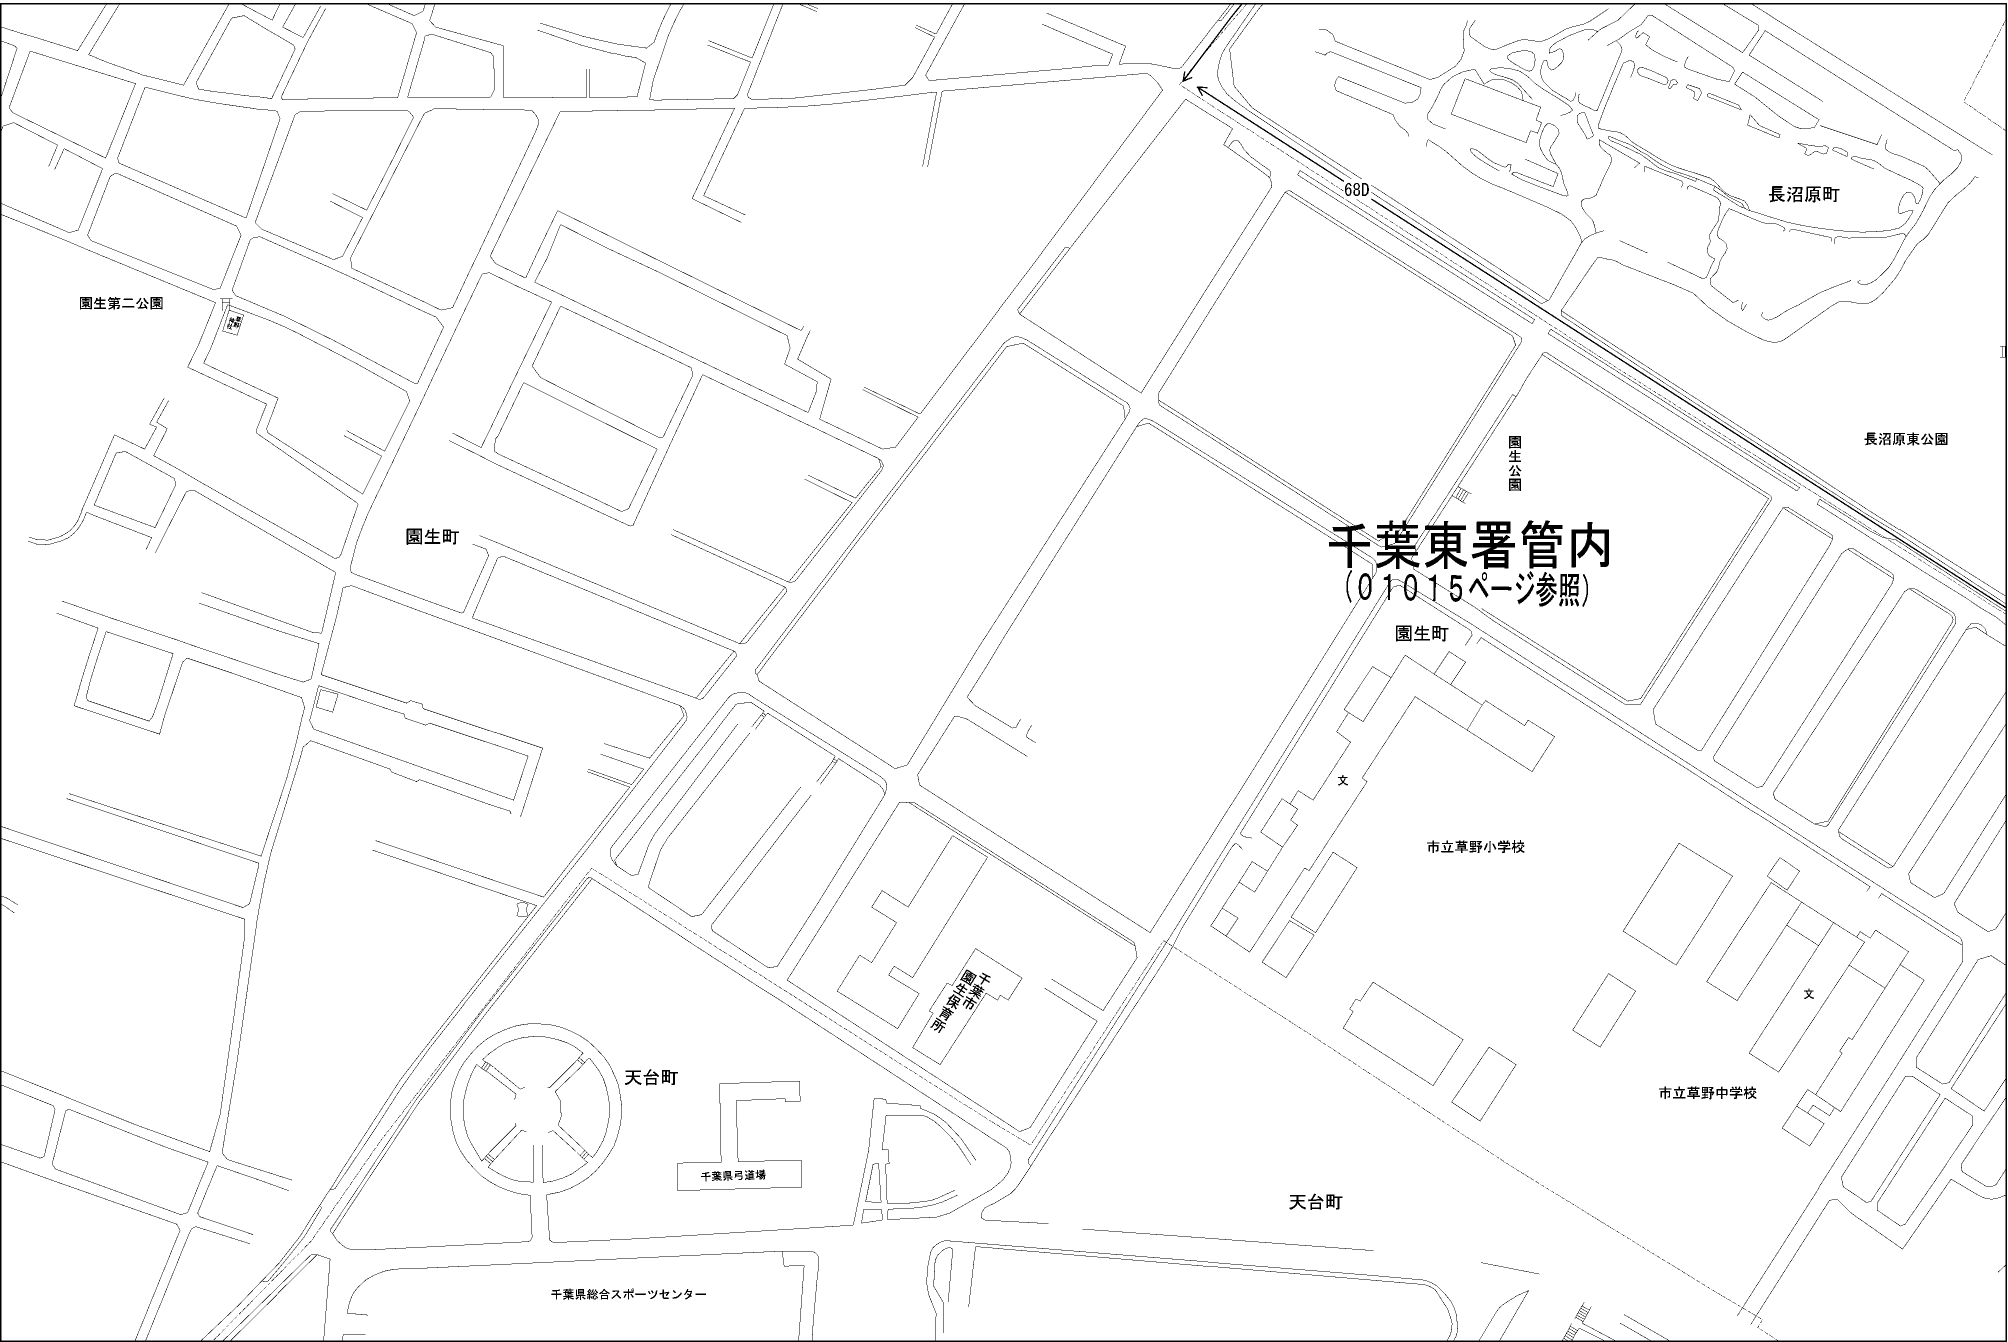 68D
長沼原町
園生第二公園
草野
神社
長沼原東公園
園生公園
園生町
千葉東署管内
(01015ページ参照)
園生町
文
市立草野小学校
千葉市
園生保育所
文
天台町
市立草野中学校
千葉県弓道場
天台町
千葉県総合スポーツセンター